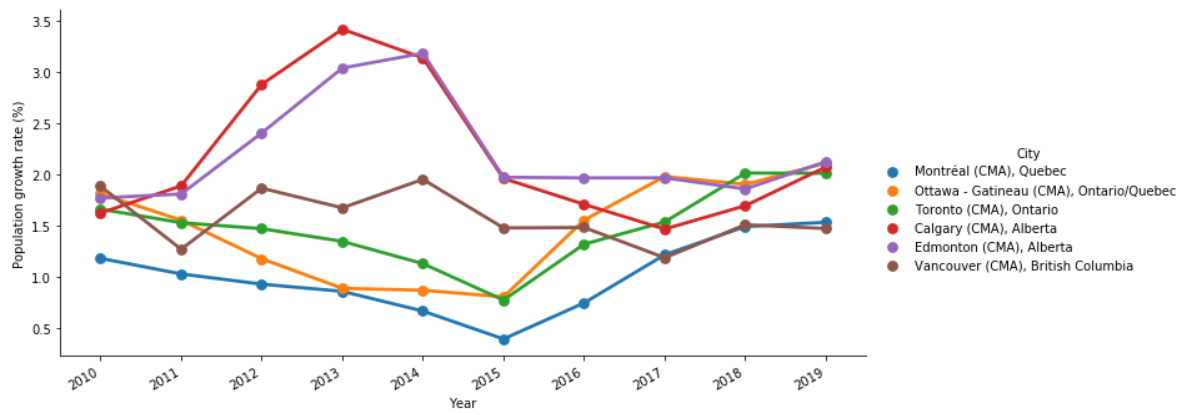 3.5
3.0
2.5
2.0
1.5
1.0
0.5
Population growth rate (%)
2010
2011
2012
2013
2014
2015
2016
2017
2018
2019
Year
City
Montréal (CMA), Quebec
Ottawa - Gatineau (CMA), Ontario/Quebec
Toronto (CMA), Ontario
Calgary (CMA), Alberta
Edmonton (CMA), Alberta
Vancouver (CMA), British Columbia